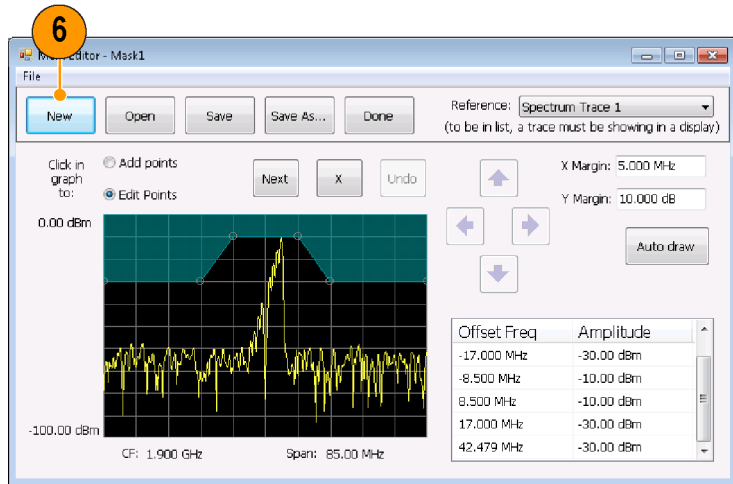 6
Mask Editor - Mask1
File
New Open Save Save As... Done
Reference: Spectrum Trace 1
(to be in list, a trace must be showing in a display)
Click in graph to:
Add points
Edit Points
Next X Undo
X Margin: 5.000 MHz
Y Margin: 10.000 dB
Auto draw
0.00 dBm
-100.00 dBm
CF: 1.900 GHz Span: 85.00 MHz
Offset Freq Amplitude
-17.000 MHz -30.00 dBm
-8.500 MHz -10.00 dBm
8.500 MHz -10.00 dBm
17.000 MHz -30.00 dBm
42.479 MHz -30.00 dBm